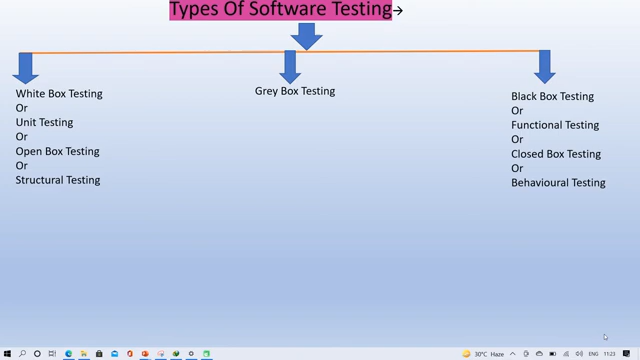 Types Of Software Testing→
White Box Testing
Or
Unit Testing
Or
Open Box Testing
Or
Structural Testing
Grey Box Testing
Black Box Testing
Or
Functional Testing
Or
Closed Box Testing
Or
Behavioural Testing
30°C Haze
ENG
11:23